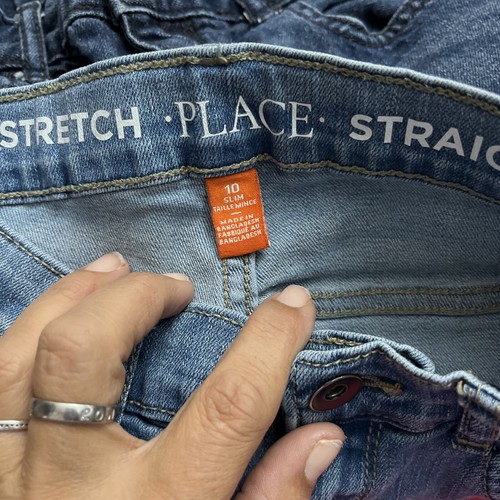 STRETCH ·PLACE· STRAIG
10
SLIM
TAILLE MINCE
MADE IN
BANGLADESH
FABRIQUÉ AU
BANGLADESH